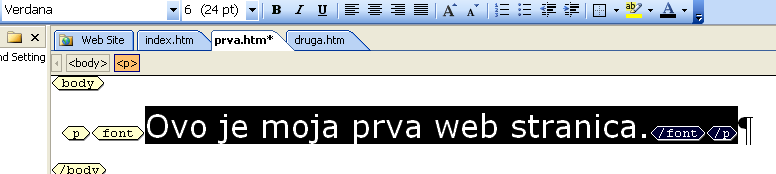 Verdana 6 (24 pt) B I U A A ab A
nd Setting
Web Site index.htm prva.htm* druga.htm
<body> <p>
body
p font Ovo je moja prva web stranica. /font /p ¶
/body